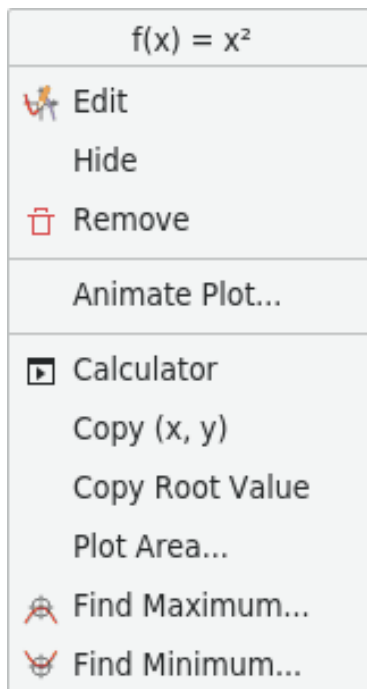 f(x) = x²
Edit
Hide
Remove
Animate Plot...
Calculator
Copy (x, y)
Copy Root Value
Plot Area...
Find Maximum...
Find Minimum...